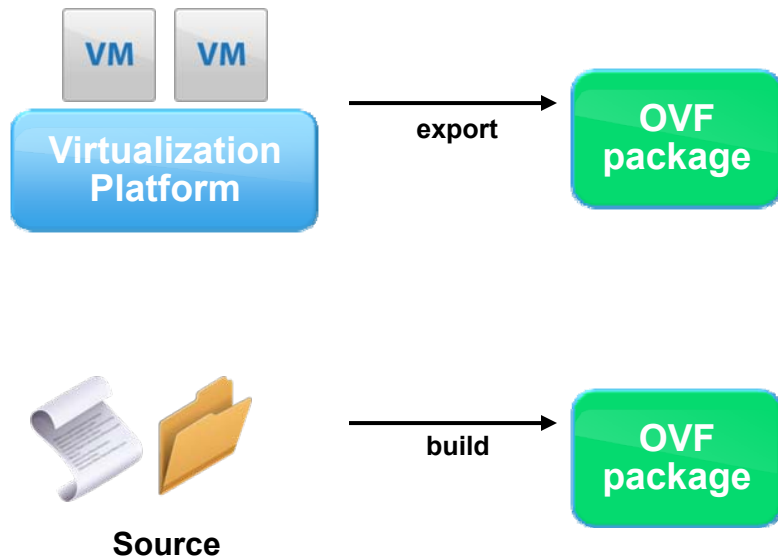 VM VM
Virtualization
Platform
export
OVF
package
build
OVF
package
Source